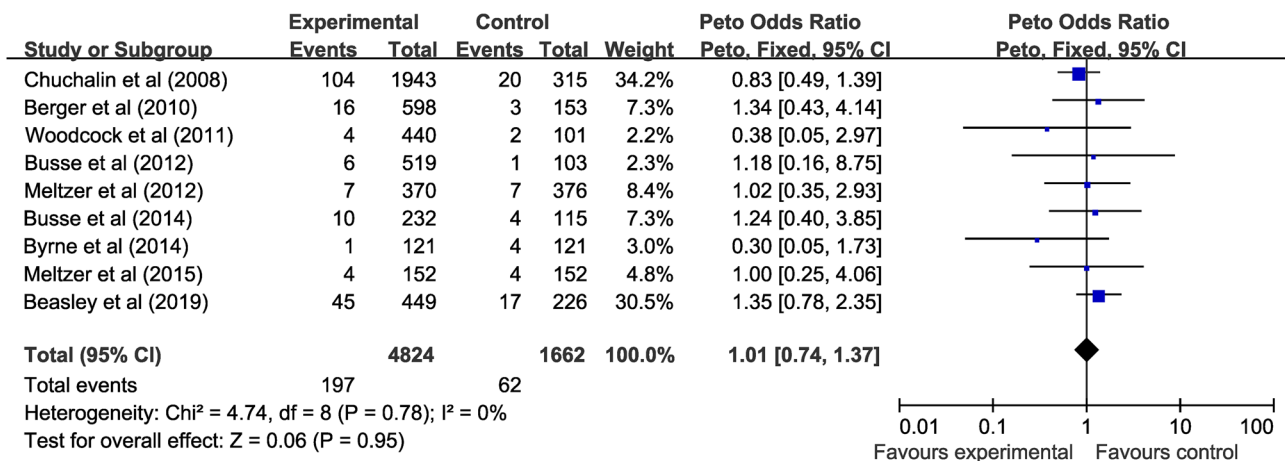 Experimental Control Peto Odds Ratio Peto Odds Ratio
Study or Subgroup Events Total Events Total Weight Peto, Fixed, 95% CI Peto, Fixed, 95% CI
Chuchalin et al (2008) 104 1943 20 315 34.2% 0.83 [0.49, 1.39]
Berger et al (2010) 16 598 3 153 7.3% 1.34 [0.43, 4.14]
Woodcock et al (2011) 4 440 2 101 2.2% 0.38 [0.05, 2.97]
Busse et al (2012) 6 519 1 103 2.3% 1.18 [0.16, 8.75]
Meltzer et al (2012) 7 370 7 376 8.4% 1.02 [0.35, 2.93]
Busse et al (2014) 10 232 4 115 7.3% 1.24 [0.40, 3.85]
Byrne et al (2014) 1 121 4 121 3.0% 0.30 [0.05, 1.73]
Meltzer et al (2015) 4 152 4 152 4.8% 1.00 [0.25, 4.06]
Beasley et al (2019) 45 449 17 226 30.5% 1.35 [0.78, 2.35]
Total (95% CI) 4824 1662 100.0% 1.01 [0.74, 1.37]
Total events 197 62
Heterogeneity: Chi² = 4.74, df = 8 (P = 0.78); I² = 0%
Test for overall effect: Z = 0.06 (P = 0.95)
0.01 0.1 1 10 100
Favours experimental Favours control